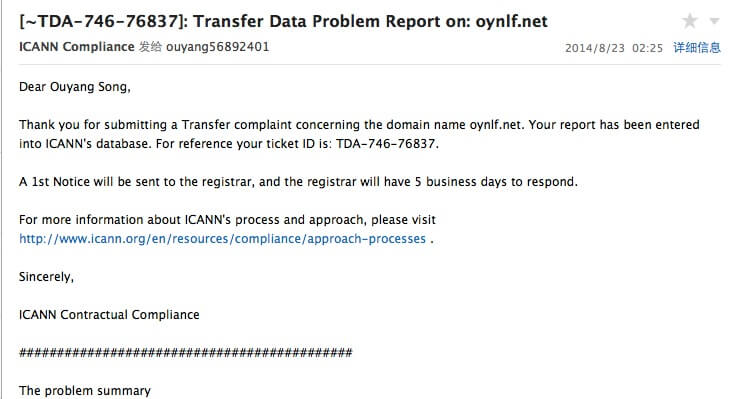 [~TDA-746-76837]: Transfer Data Problem Report on: oynlf.net
ICANN Compliance 发给 ouyang56892401 2014/8/23 02:25 详细信息
Dear Ouyang Song,
Thank you for submitting a Transfer complaint concerning the domain name oynlf.net. Your report has been entered
into ICANN's database. For reference your ticket ID is: TDA-746-76837.
A 1st Notice will be sent to the registrar, and the registrar will have 5 business days to respond.
For more information about ICANN's process and approach, please visit
http://www.icann.org/en/resources/compliance/approach-processes .
Sincerely,
ICANN Contractual Compliance
############################################
The problem summary